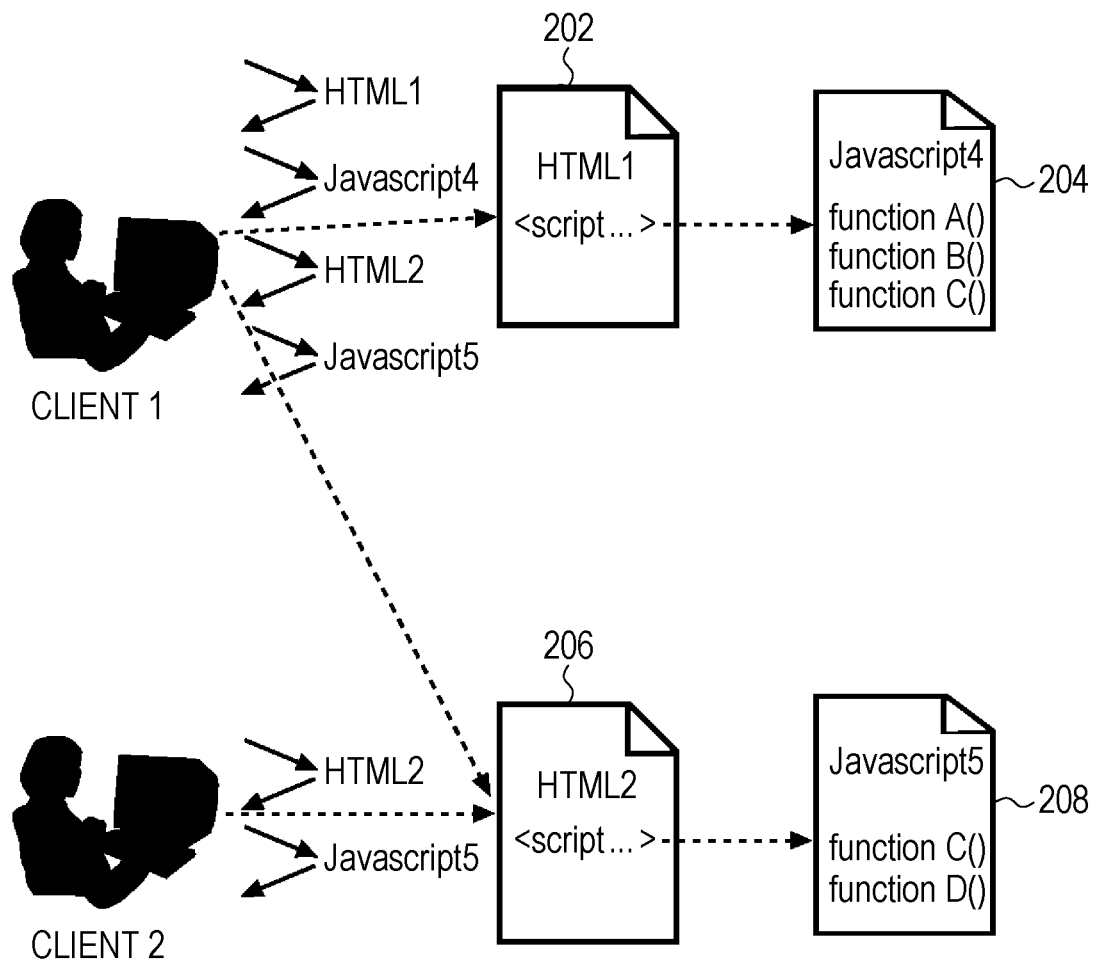 202
HTML1
Javascript4
HTML2
Javascript5
CLIENT 1
HTML1
<script ... >
Javascript4
function A()
function B()
function C()
204
206
HTML2
Javascript5
CLIENT 2
HTML2
<script ... >
Javascript5
function C()
function D()
208